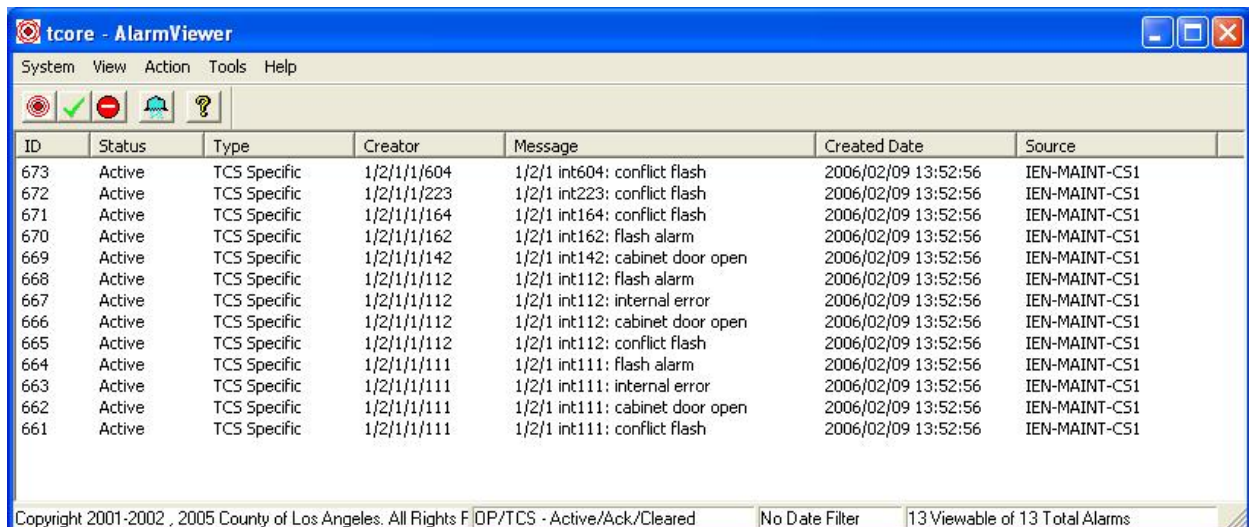 tcore - AlarmViewer
System View Action Tools Help
ID Status Type Creator Message Created Date Source
673 Active TCS Specific 1/2/1/1/604 1/2/1 int604: conflict flash 2006/02/09 13:52:56 IEN-MAINT-CS1
672 Active TCS Specific 1/2/1/1/223 1/2/1 int223: conflict flash 2006/02/09 13:52:56 IEN-MAINT-CS1
671 Active TCS Specific 1/2/1/1/164 1/2/1 int164: conflict flash 2006/02/09 13:52:56 IEN-MAINT-CS1
670 Active TCS Specific 1/2/1/1/162 1/2/1 int162: flash alarm 2006/02/09 13:52:56 IEN-MAINT-CS1
669 Active TCS Specific 1/2/1/1/142 1/2/1 int142: cabinet door open 2006/02/09 13:52:56 IEN-MAINT-CS1
668 Active TCS Specific 1/2/1/1/112 1/2/1 int112: flash alarm 2006/02/09 13:52:56 IEN-MAINT-CS1
667 Active TCS Specific 1/2/1/1/112 1/2/1 int112: internal error 2006/02/09 13:52:56 IEN-MAINT-CS1
666 Active TCS Specific 1/2/1/1/112 1/2/1 int112: cabinet door open 2006/02/09 13:52:56 IEN-MAINT-CS1
665 Active TCS Specific 1/2/1/1/112 1/2/1 int112: conflict flash 2006/02/09 13:52:56 IEN-MAINT-CS1
664 Active TCS Specific 1/2/1/1/111 1/2/1 int111: flash alarm 2006/02/09 13:52:56 IEN-MAINT-CS1
663 Active TCS Specific 1/2/1/1/111 1/2/1 int111: internal error 2006/02/09 13:52:56 IEN-MAINT-CS1
662 Active TCS Specific 1/2/1/1/111 1/2/1 int111: cabinet door open 2006/02/09 13:52:56 IEN-MAINT-CS1
661 Active TCS Specific 1/2/1/1/111 1/2/1 int111: conflict flash 2006/02/09 13:52:56 IEN-MAINT-CS1
Copyright 2001-2002 , 2005 County of Los Angeles. All Rights F OP/TCS - Active/Ack/Cleared No Date Filter 13 Viewable of 13 Total Alarms